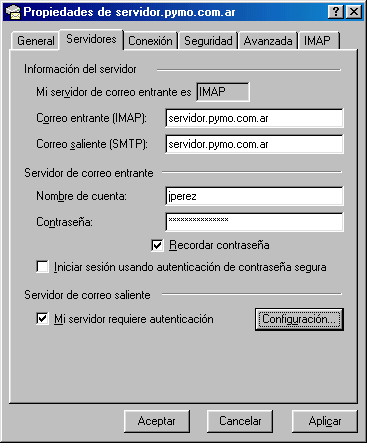 Propiedades de servidor.pymo.com.ar
General Servidores Conexión Seguridad Avanzada IMAP
Información del servidor
Mi servidor de correo entrante es IMAP
Correo entrante (IMAP): servidor.pymo.com.ar
Correo saliente (SMTP): servidor.pymo.com.ar
Servidor de correo entrante
Nombre de cuenta: jperez
Contraseña: ***************
Recordar contraseña
Iniciar sesión usando autenticación de contraseña segura
Servidor de correo saliente
Mi servidor requiere autenticación Configuración...
Aceptar Cancelar Aplicar